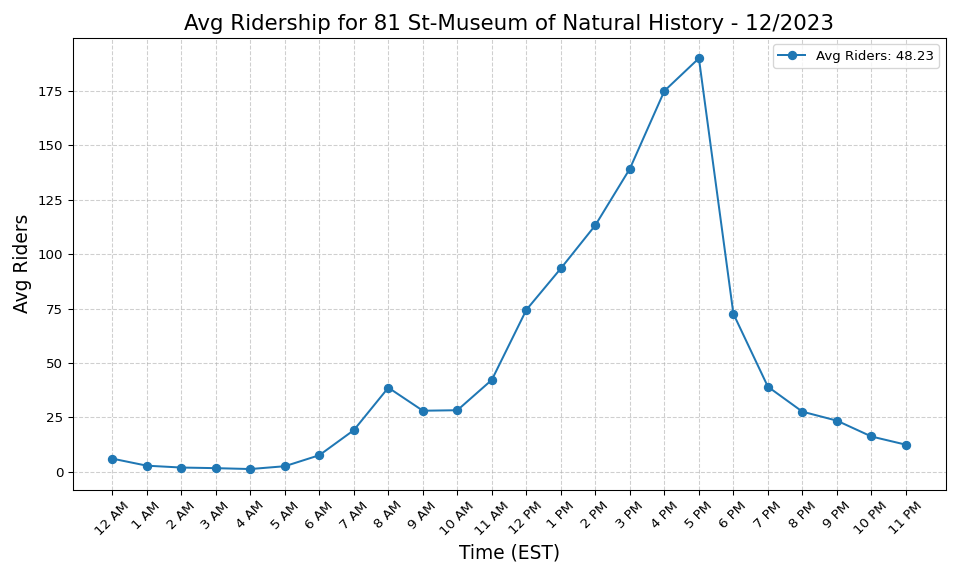 Avg Ridership for 81 St-Museum of Natural History - 12/2023
Avg Riders: 48.23
Avg Riders
175
150
125
100
75
50
25
0
12 AM
1 AM
2 AM
3 AM
4 AM
5 AM
6 AM
7 AM
8 AM
9 AM
10 AM
11 AM
12 PM
1 PM
2 PM
3 PM
4 PM
5 PM
6 PM
7 PM
8 PM
9 PM
10 PM
11 PM
Time (EST)